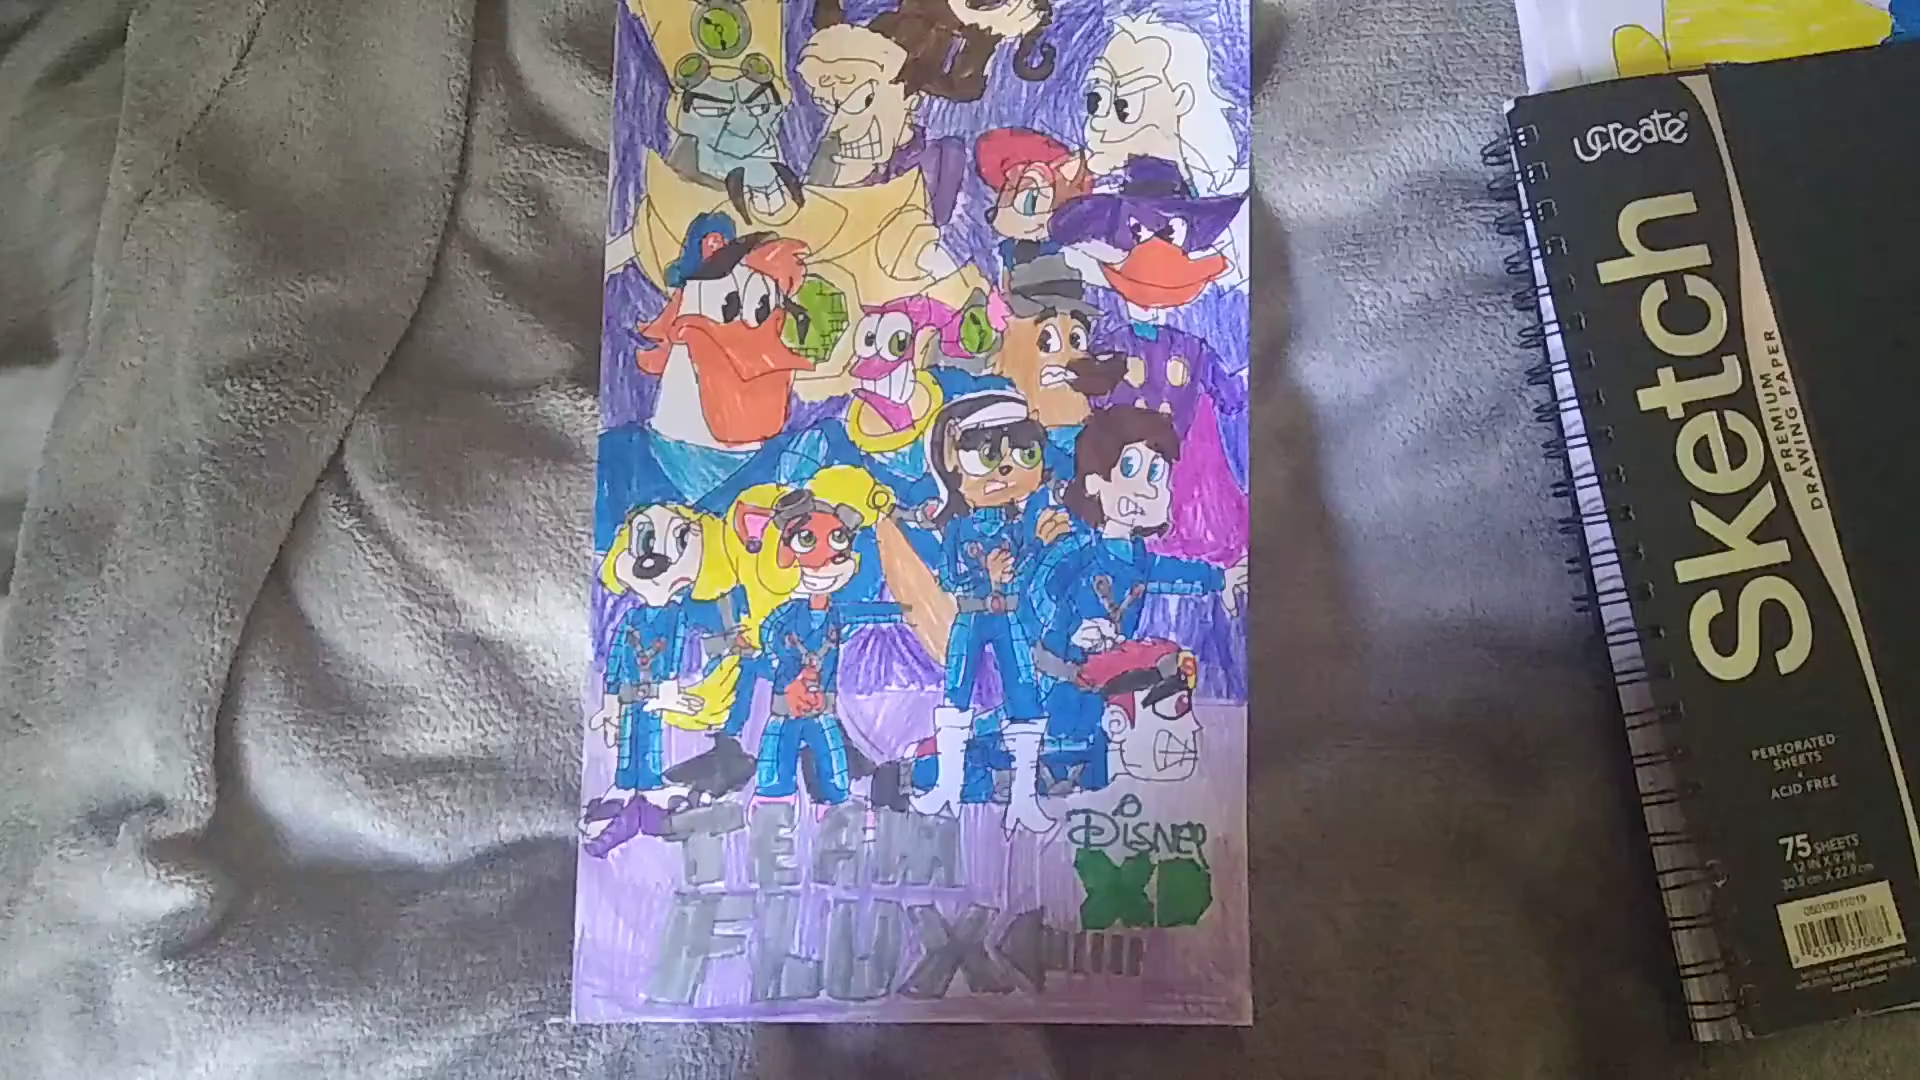 TEAM
FLUX
DISNEY
XD
ucreate
Sketch
PREMIUM
DRAWING PAPER
PERFORATED
SHEETS
ACID FREE
75 SHEETS
12 IN X 9 IN
30.5 cm X 22.9 cm